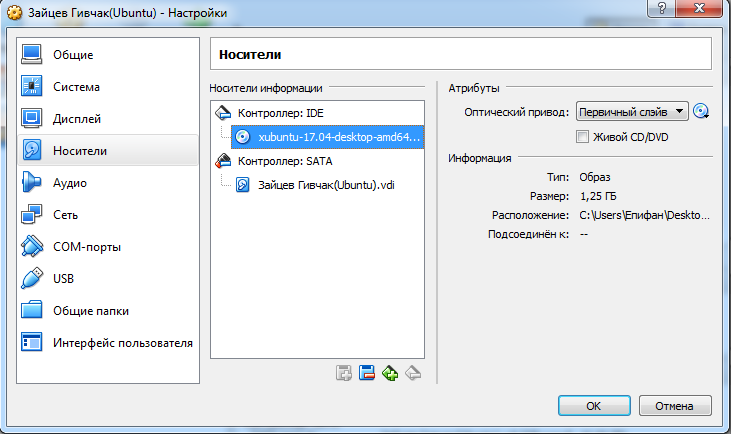 Зайцев Гивчак(Ubuntu) - Настройки
Общие
Система
Дисплей
Носители
Аудио
Сеть
COM-порты
USB
Общие папки
Интерфейс пользователя
Носители
Носители информации
Контроллер: IDE
xubuntu-17.04-desktop-amd64...
Контроллер: SATA
Зайцев Гивчак(Ubuntu).vdi
Атрибуты
Оптический привод: Первичный слэйв
Живой CD/DVD
Информация
Тип: Образ
Размер: 1,25 ГБ
Расположение: C:\Users\Епифан\Deskto...
Подсоединён к: --
OK
Отмена